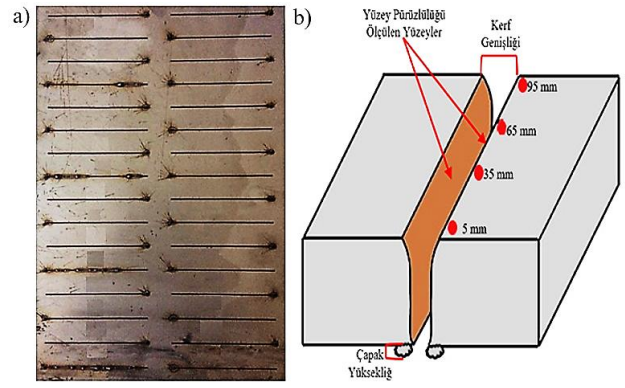 a)
b)
Yüzey Pürüzlülüğü
Ölçülen Yüzeyler
Kerf
Genişliği
95 mm
65 mm
35 mm
5 mm
Çapak
Yüksekliğ